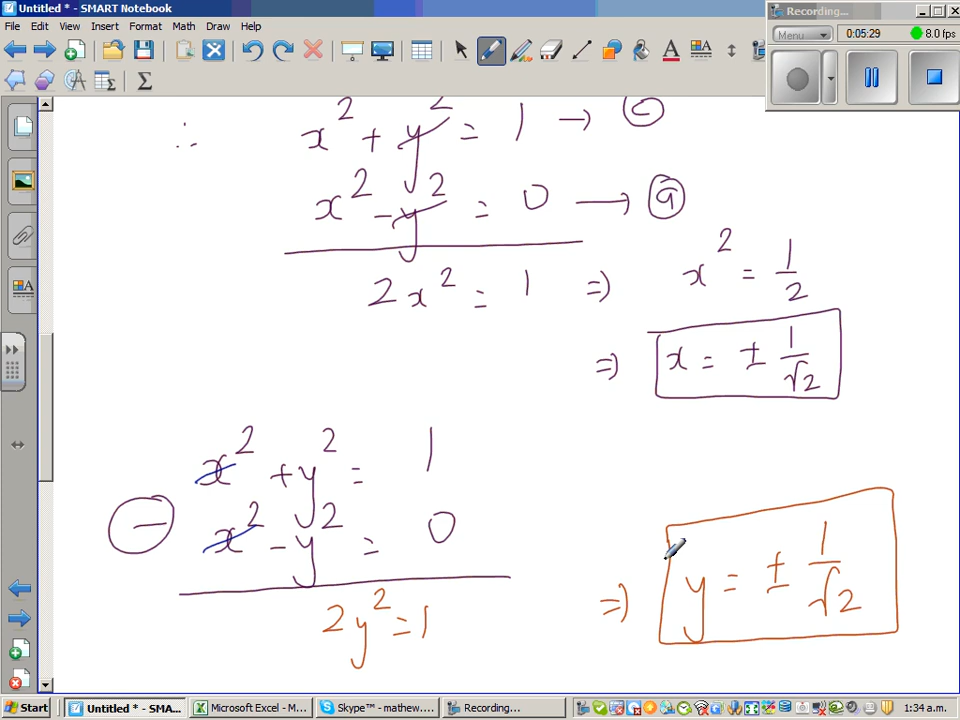 Untitled * - SMART Notebook
Recording...
File Edit View Insert Format Math Draw Help
Menu 0:05:29 8.0 fps
∴ x² + y² = 1 →
x² - y² = 0 →
2x² = 1 ⇒ x² = 1/2
⇒ x = ± 1/√2
x² + y² = 1
− x² - y² = 0
2y² = 1 ⇒ y = ± 1/√2
Start Untitled * - SMA... Microsoft Excel - M... Skype™ - mathew.... Recording... 1:34 a.m.